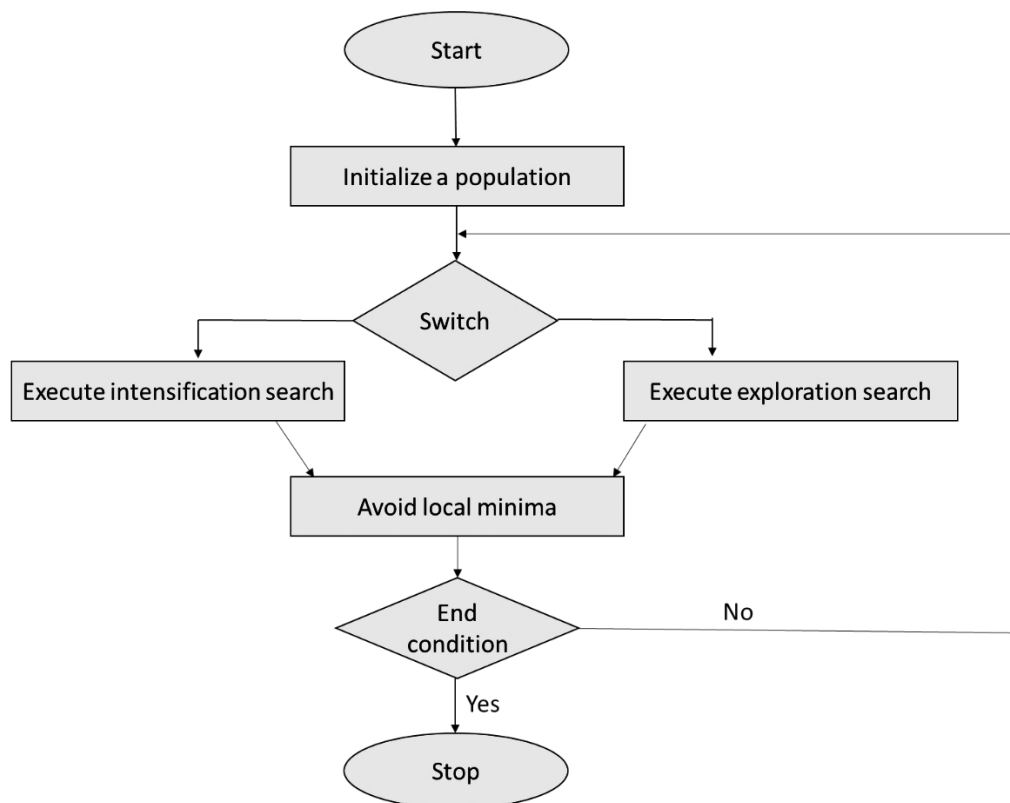 Start
Initialize a population
Switch
Execute intensification search
Execute exploration search
Avoid local minima
End
condition
No
Yes
Stop